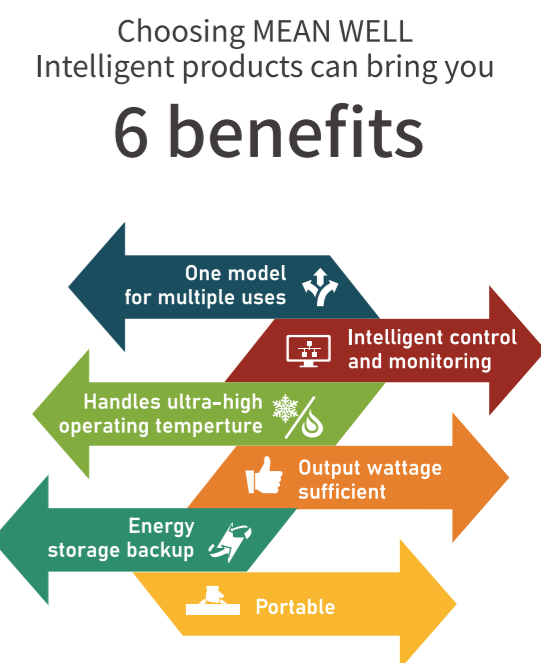 Choosing MEAN WELL
Intelligent products can bring you
6 benefits
One model
for multiple uses
Intelligent control
and monitoring
Handles ultra-high
operating temperture
Output wattage
sufficient
Energy
storage backup
Portable